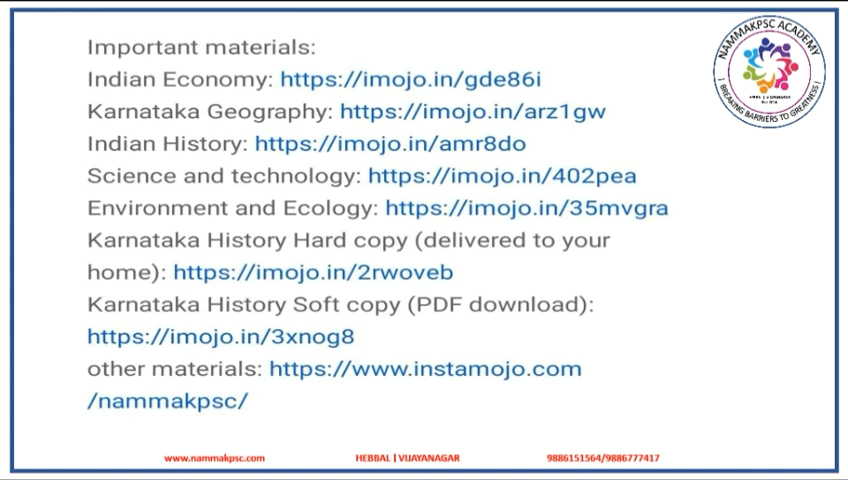 Important materials:
Indian Economy: https://imojo.in/gde86i
Karnataka Geography: https://imojo.in/arz1gw
Indian History: https://imojo.in/amr8do
Science and technology: https://imojo.in/402pea
Environment and Ecology: https://imojo.in/35mvgra
Karnataka History Hard copy (delivered to your
home): https://imojo.in/2rwoveb
Karnataka History Soft copy (PDF download):
https://imojo.in/3xnog8
other materials: https://www.instamojo.com
/nammakpsc/
NAMMAKPSC ACADEMY
! BREAKING BARRIERS TO GREATNESS !
www.nammakpsc.com HEBBAL | VIJAYANAGAR 9886151564/9886777417